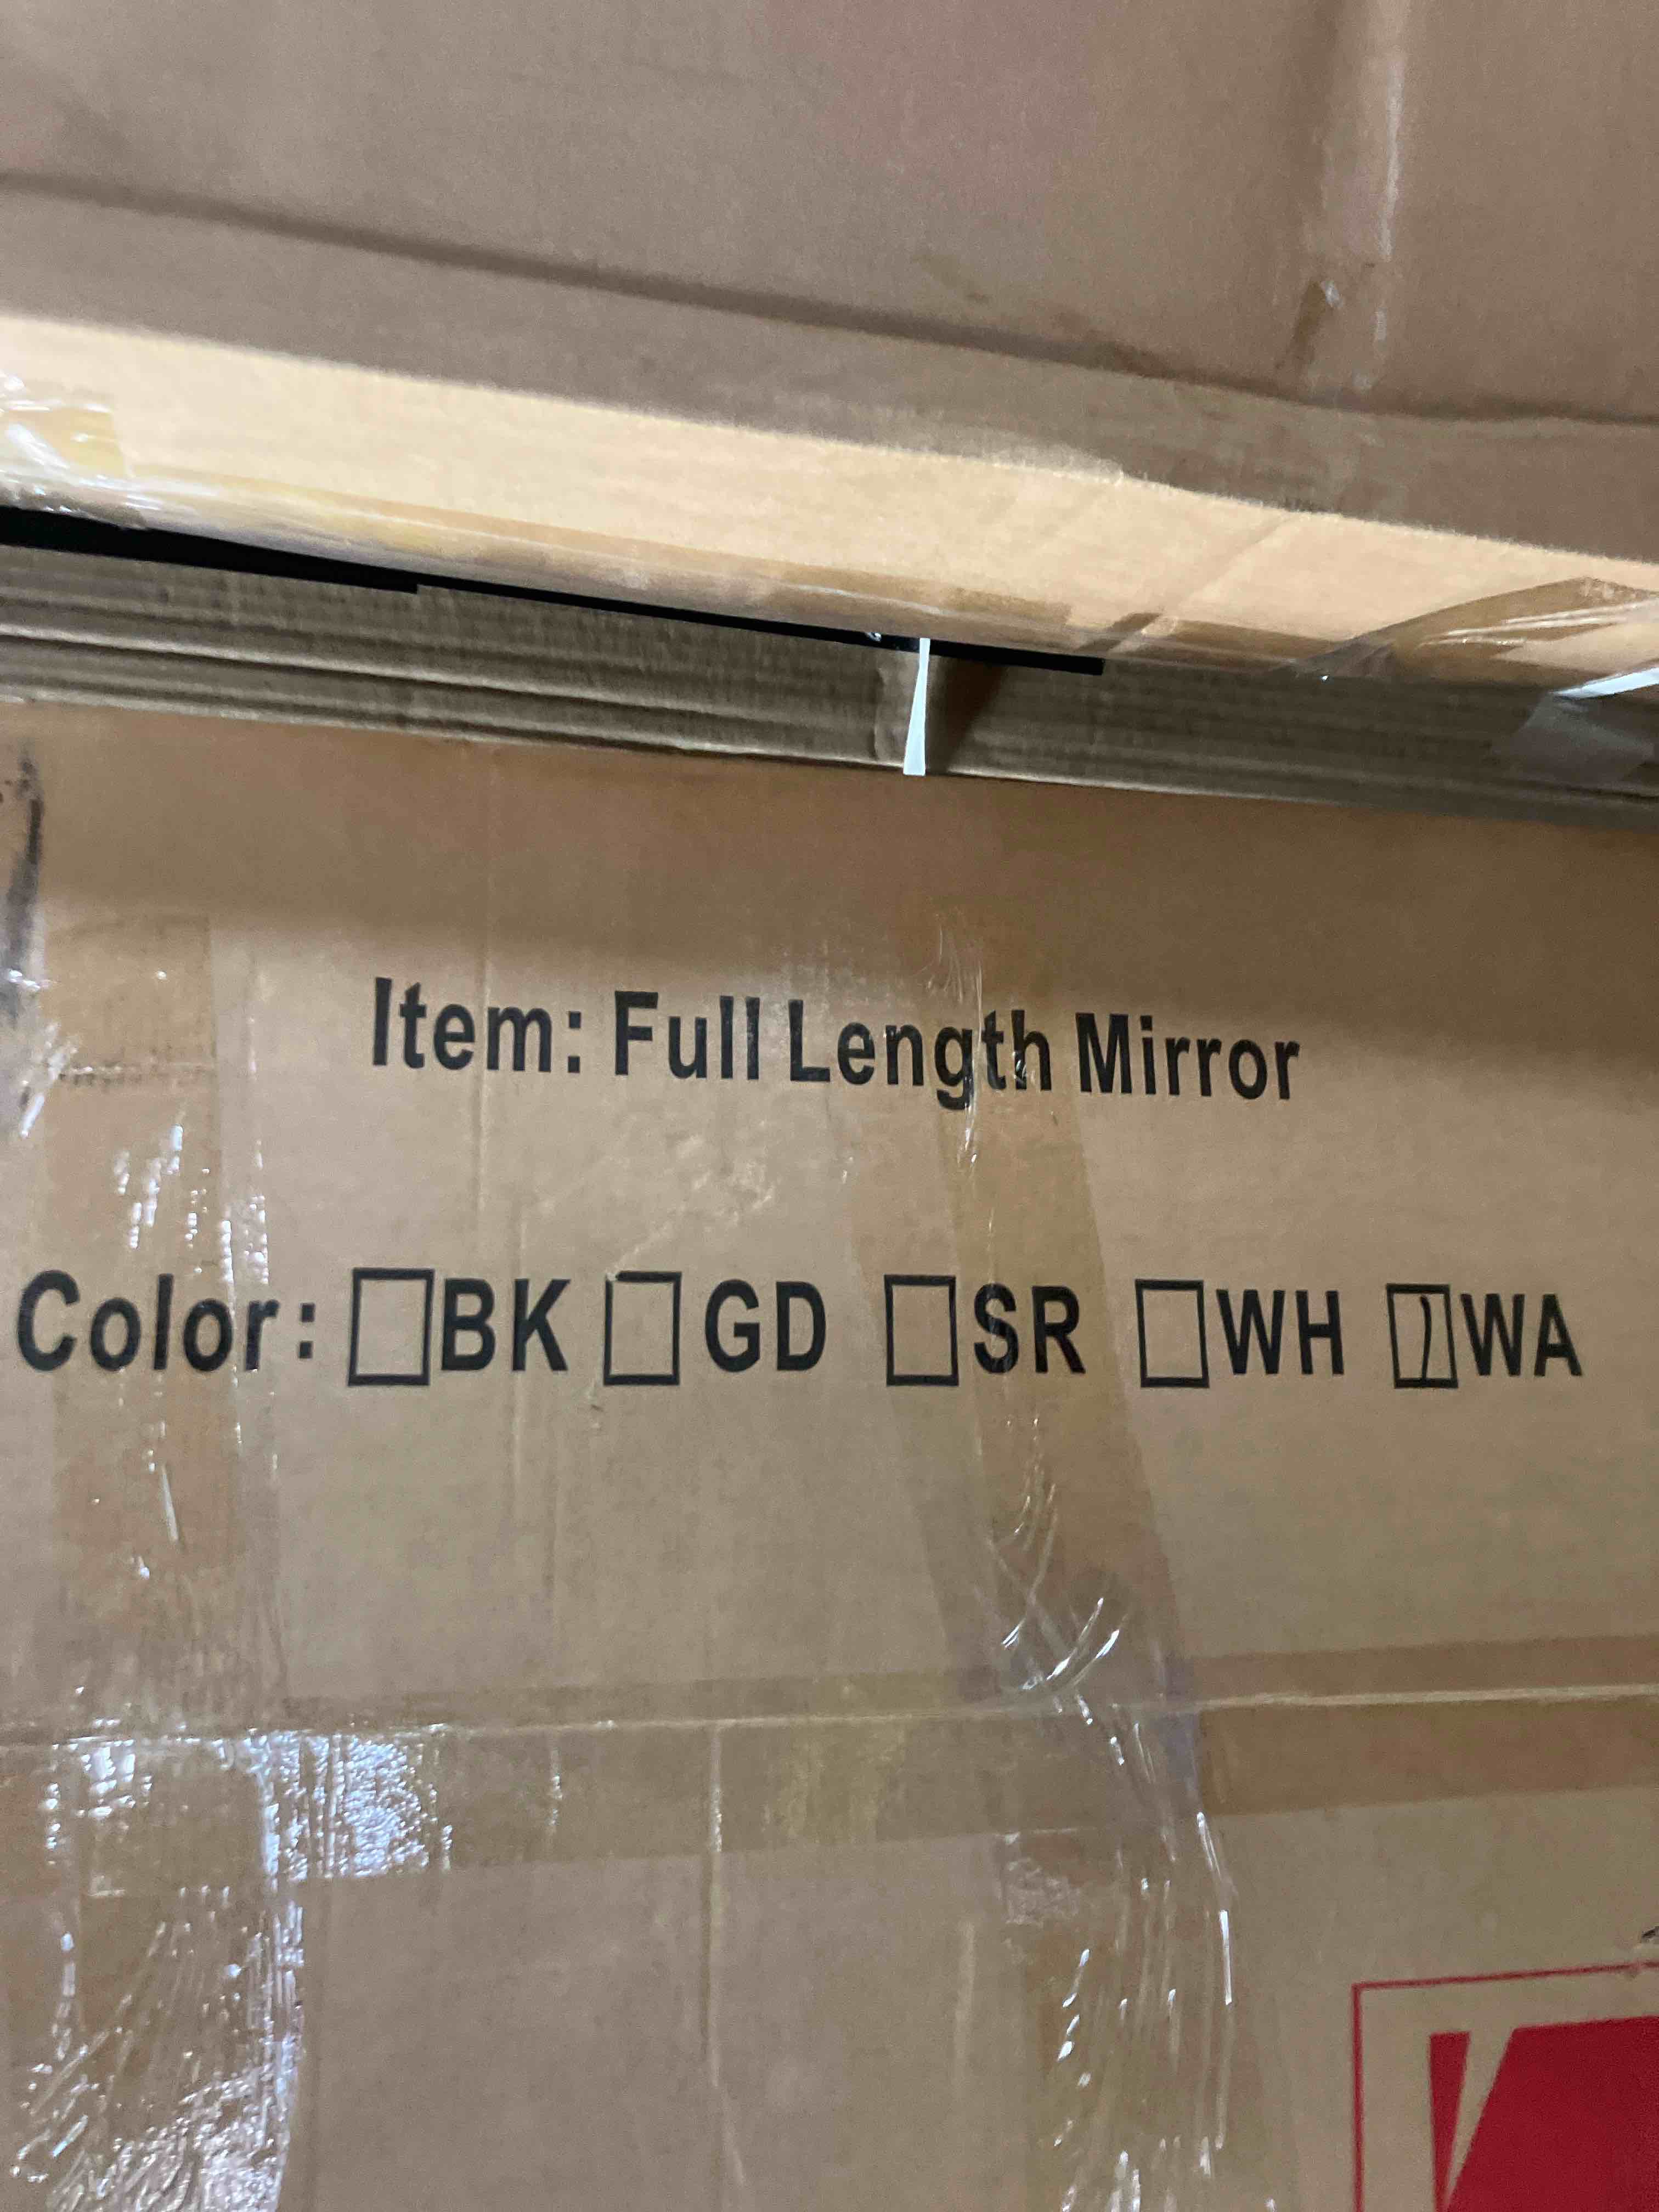 Item: Full Length Mirror
Color: ☐BK ☐GD ☐SR ☐WH ☑WA